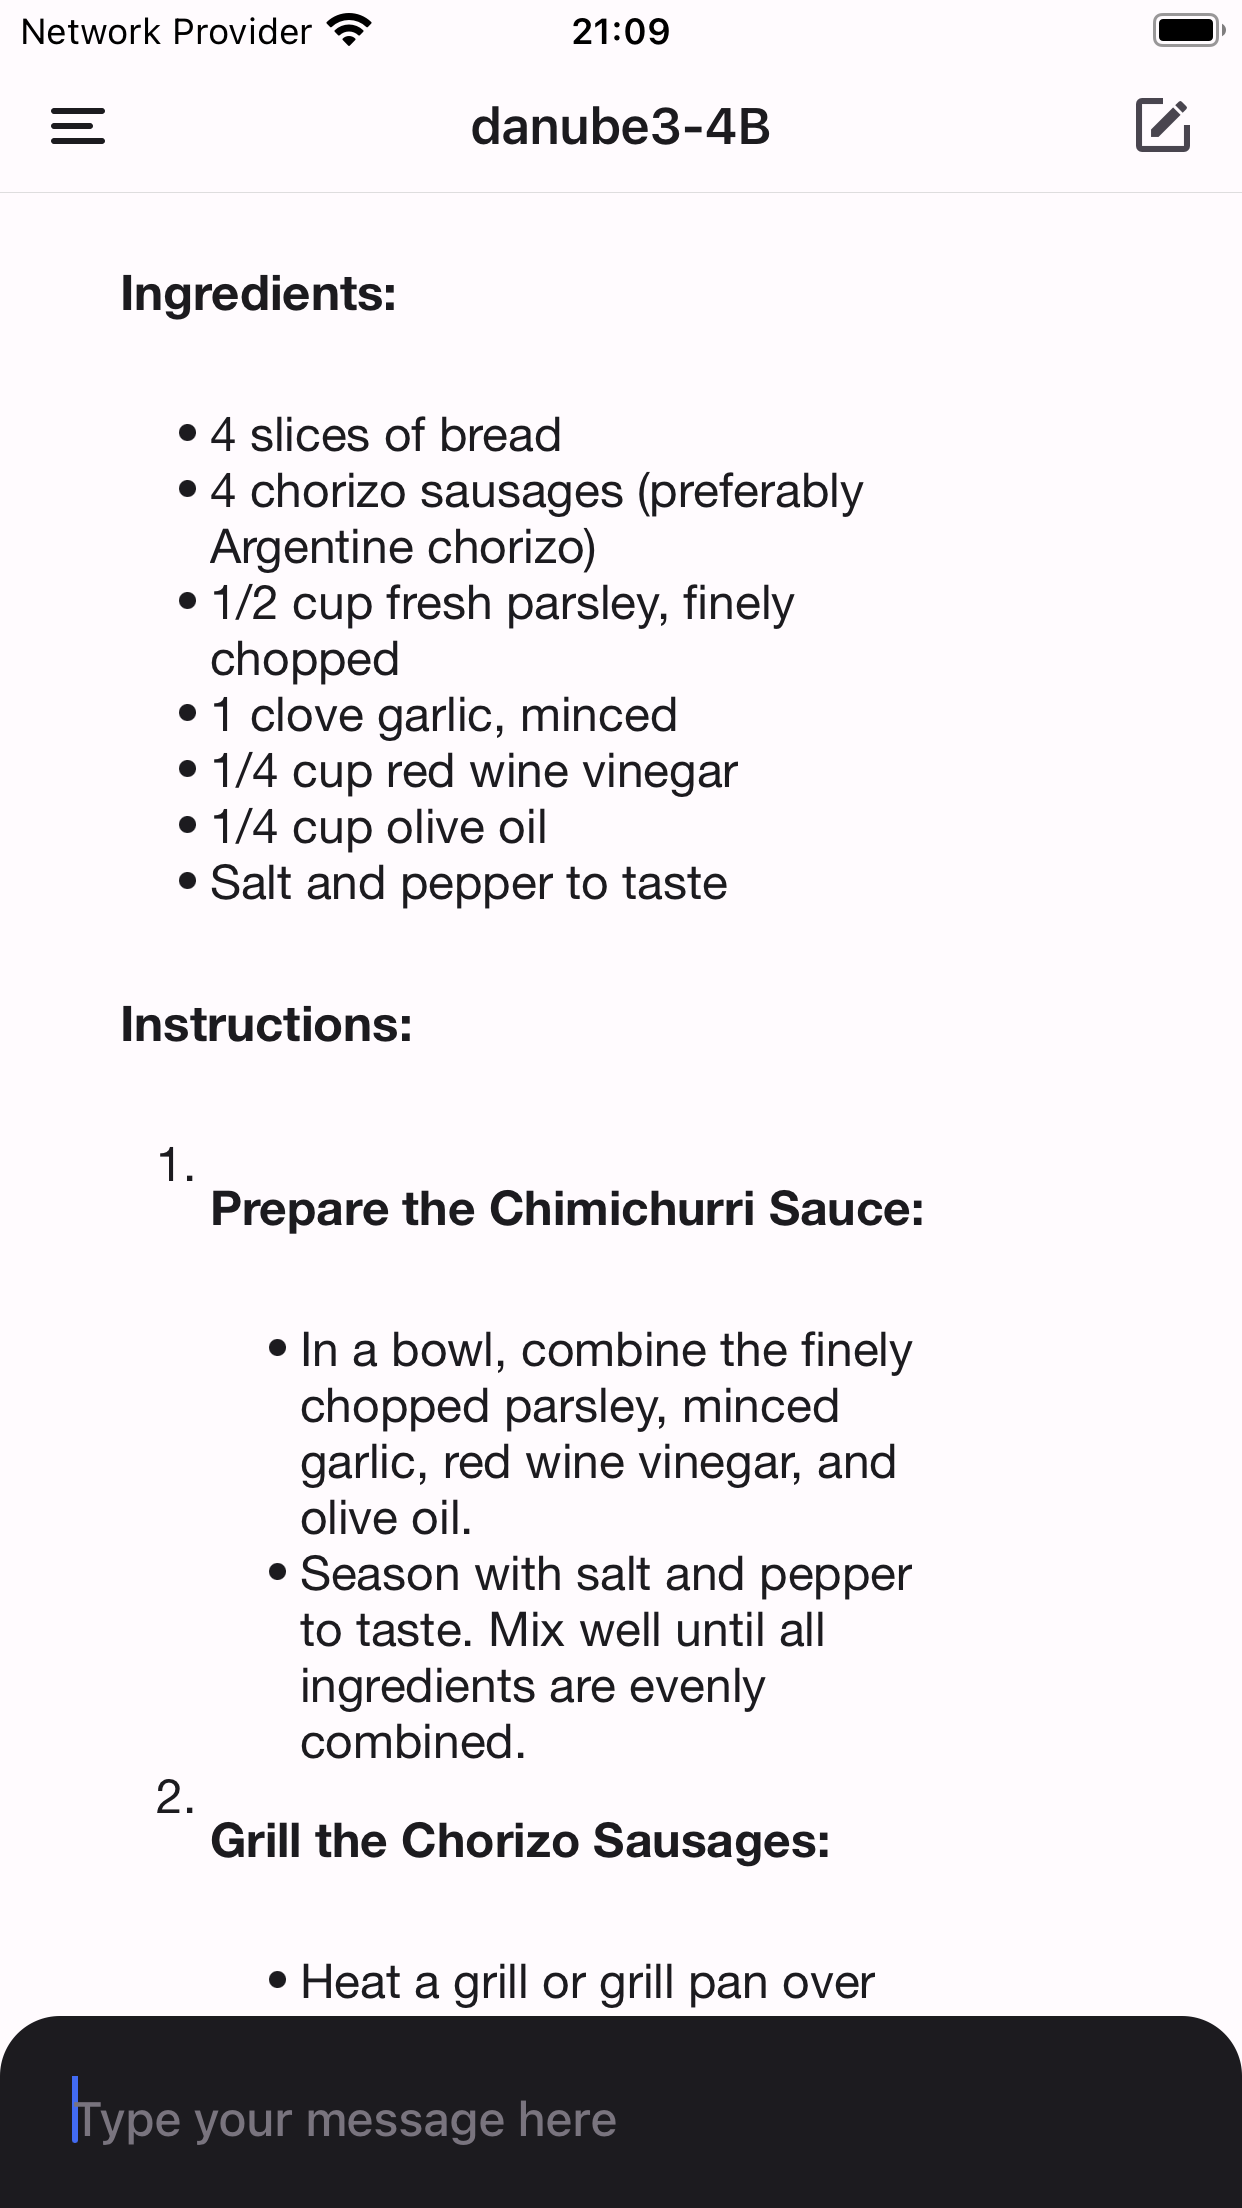 Network Provider 21:09
danube3-4B
Ingredients:
• 4 slices of bread
• 4 chorizo sausages (preferably
Argentine chorizo)
• 1/2 cup fresh parsley, finely
chopped
• 1 clove garlic, minced
• 1/4 cup red wine vinegar
• 1/4 cup olive oil
• Salt and pepper to taste
Instructions:
1.
Prepare the Chimichurri Sauce:
• In a bowl, combine the finely
chopped parsley, minced
garlic, red wine vinegar, and
olive oil.
• Season with salt and pepper
to taste. Mix well until all
ingredients are evenly
combined.
2.
Grill the Chorizo Sausages:
• Heat a grill or grill pan over
Type your message here